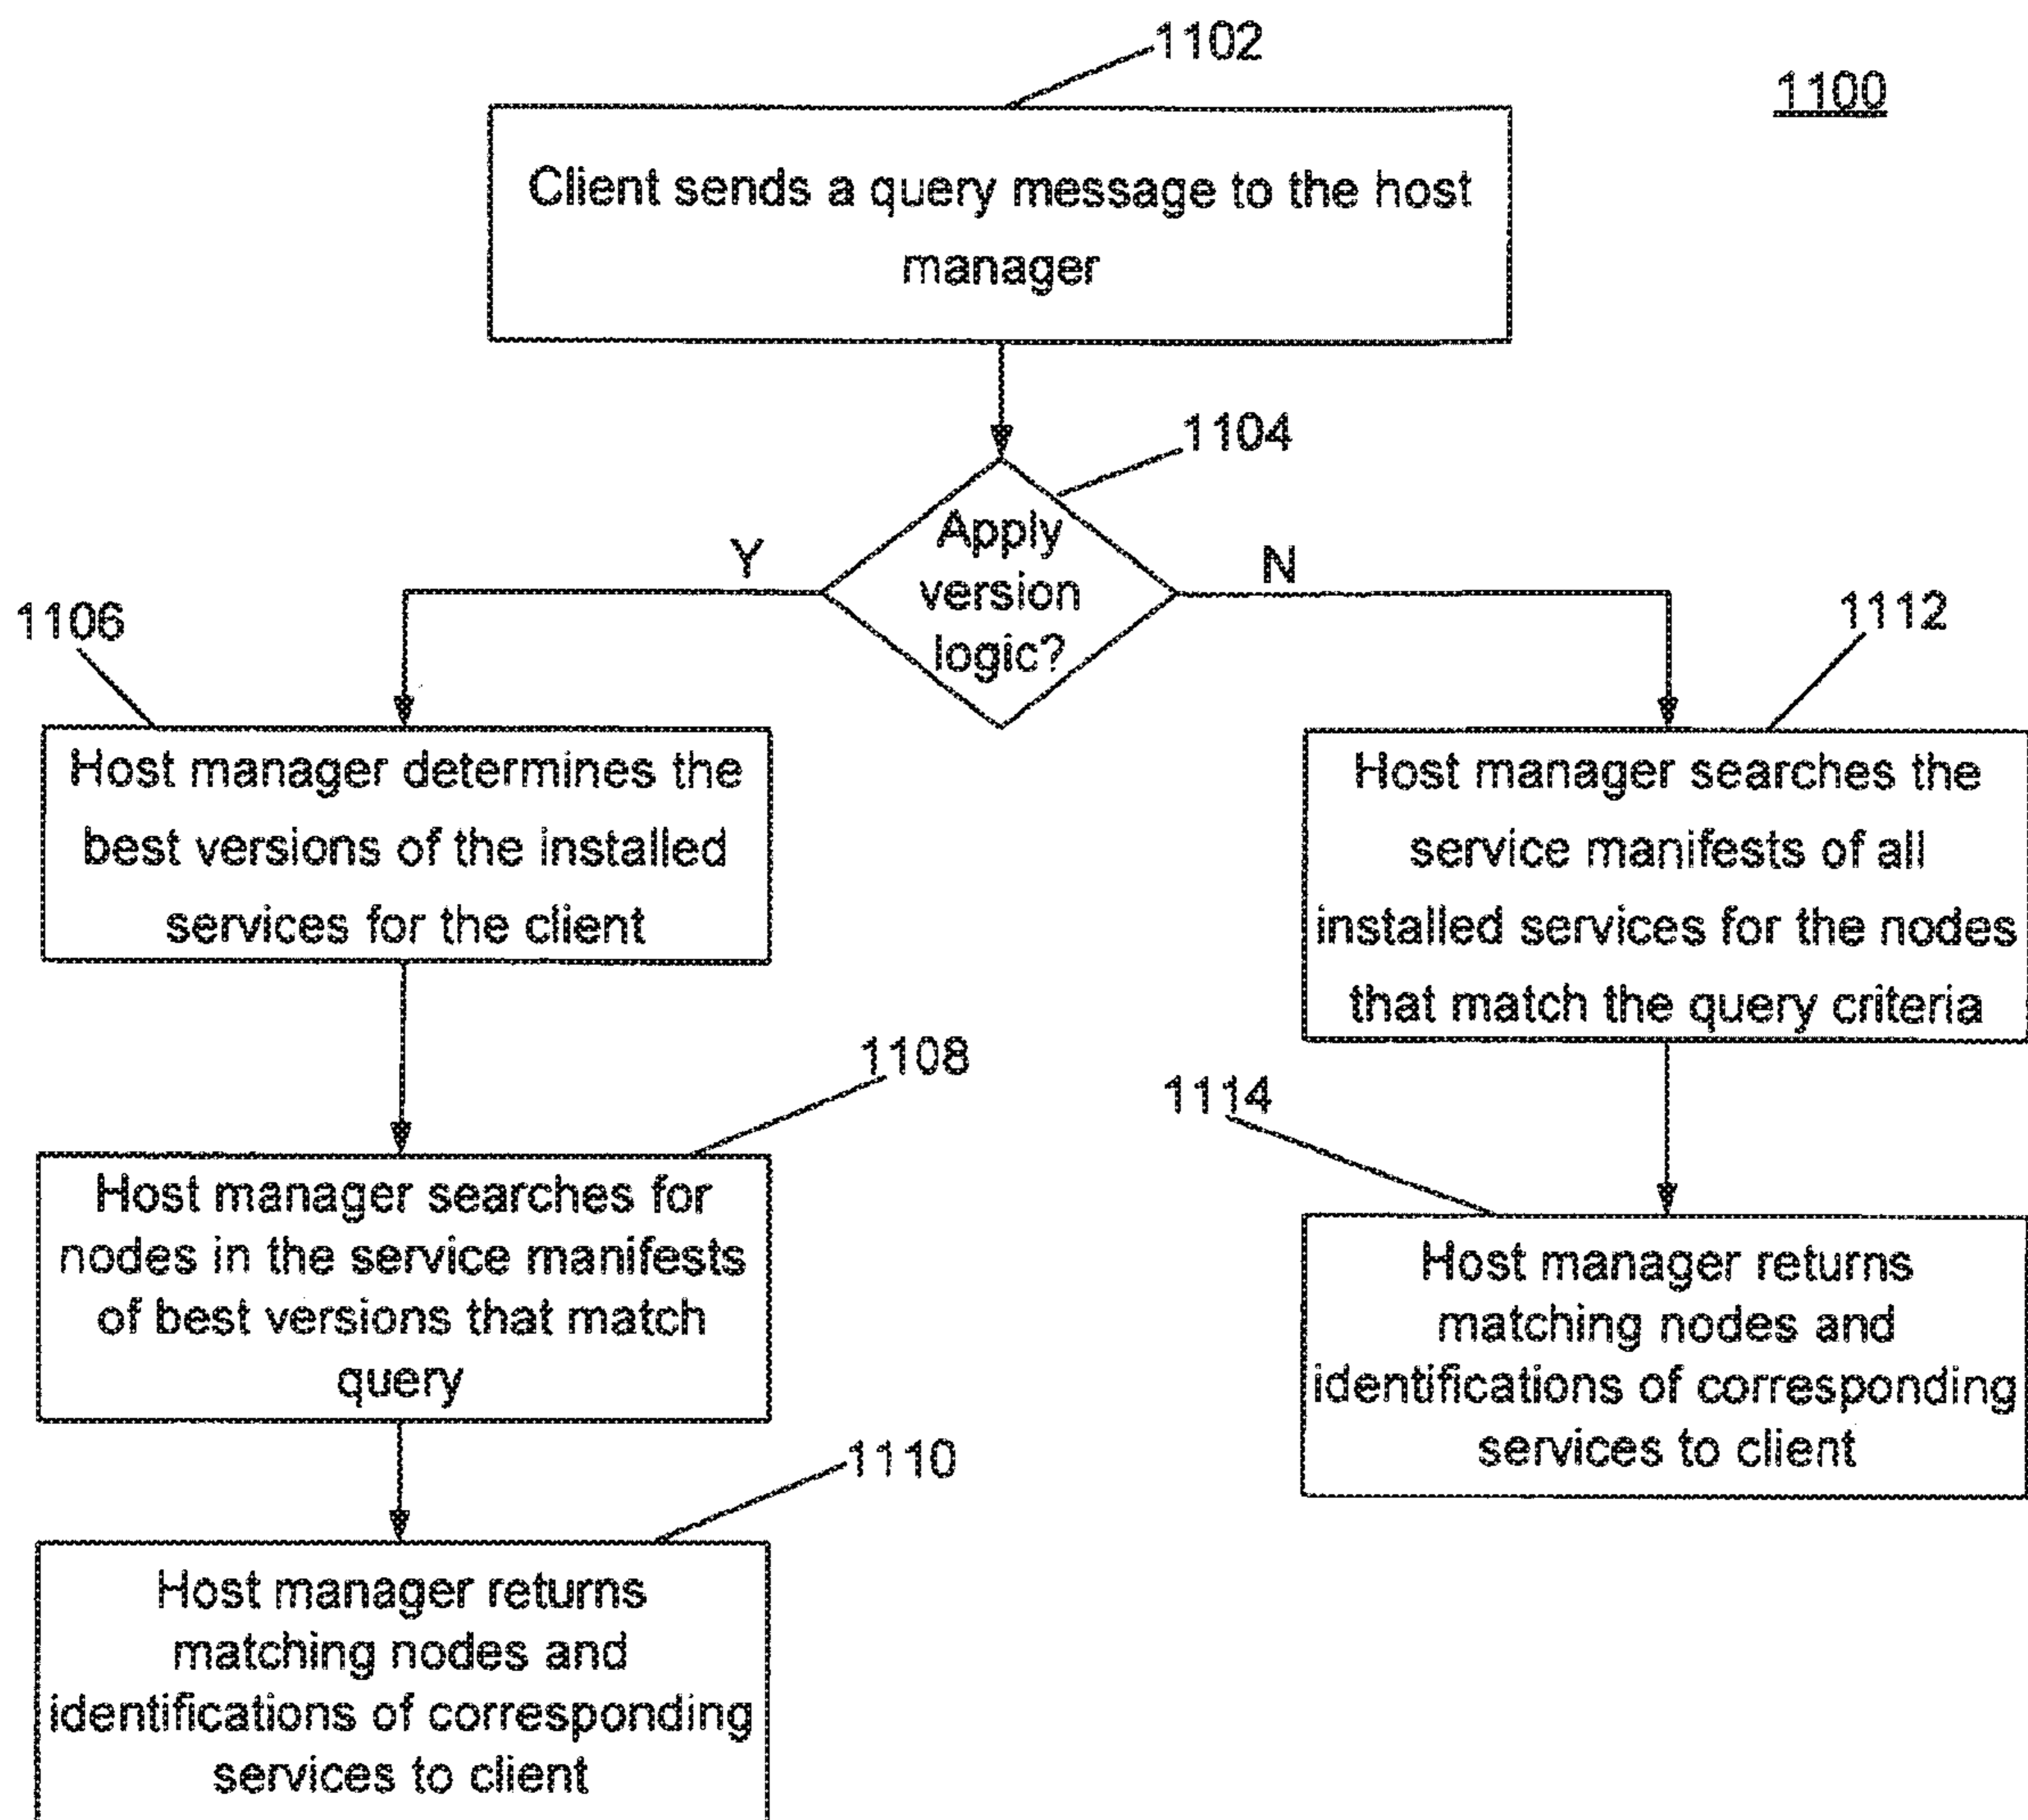 1102
1100
Client sends a query message to the host
manager
1104
Apply
version
logic?
Y
N
1106
1112
Host manager determines the
best versions of the installed
services for the client
Host manager searches the
service manifests of all
installed services for the nodes
that match the query criteria
1108
1114
Host manager searches for
nodes in the service manifests
of best versions that match
query
Host manager returns
matching nodes and
identifications of corresponding
services to client
1110
Host manager returns
matching nodes and
identifications of corresponding
services to client